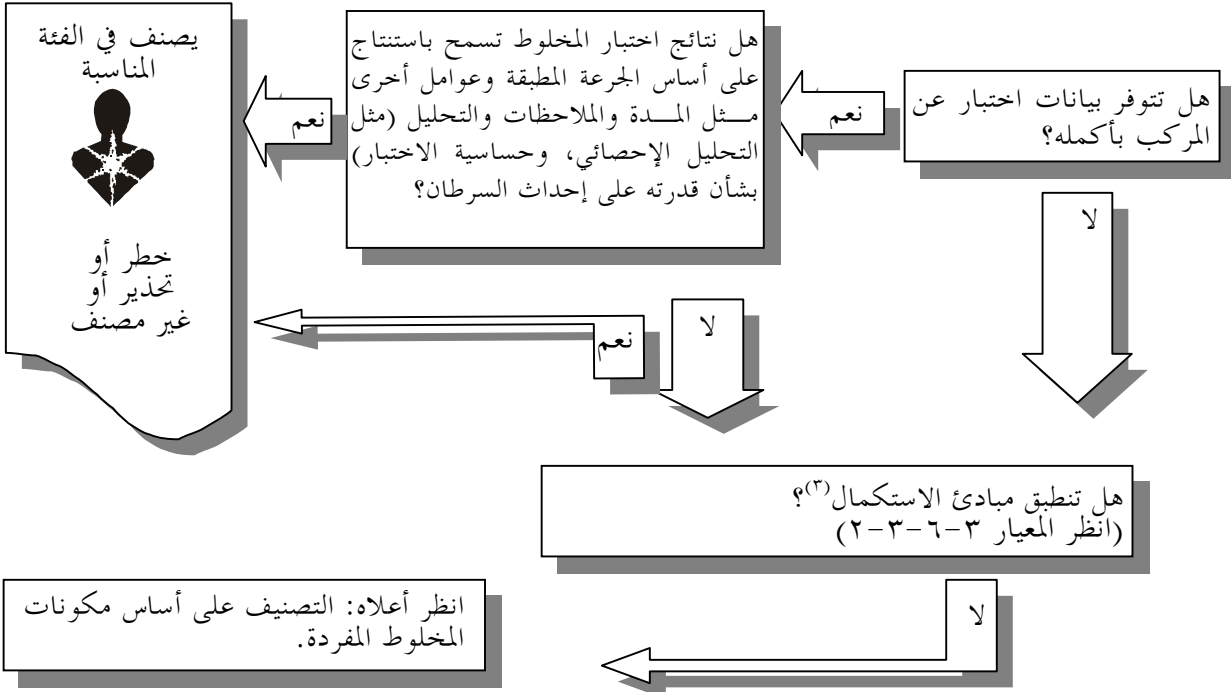 هل تتوفر بيانات اختبار عن
المركب بأكمله؟
نعم
هل نتائج اختبار المخلوط تسمح باستنتاج
على أساس الجرعة المطبقة وعوامل أخرى
مـثل المـدة والملاحظات والتحليل (مثل
التحليل الإحصائي، وحساسية الاختبار)
بشأن قدرته على إحداث السرطان؟
نعم
يصنف في الفئة
المناسبة
خطر أو
تحذير أو
غير مصنف
لا
لا
نعم
هل تنطبق مبادئ الاستكمال(٣)؟
(انظر المعيار ٣-٦-٣-٢)
لا
انظر أعلاه: التصنيف على أساس مكونات
المخلوط المفردة.